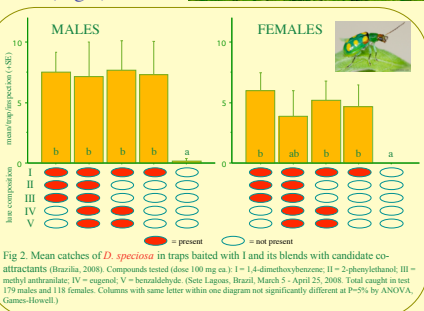 MALES
FEMALES
mean/trap/inspection (+SE)
10
5
0
b b b b a
10
5
0
b ab b b a
lure composition
I
II
III
IV
V
I
II
III
IV
V
= present
= not present
Fig 2. Mean catches of D. speciosa in traps baited with I and its blends with candidate co-
attractants (Brazilia, 2008). Compounds tested (dose 100 mg ea.): I = 1,4-dimethoxybenzene; II = 2-phenylethanol; III =
methyl anthranilate; IV = eugenol; V = benzaldehyde. (Sete Lagoas, Brazil, March 5 - April 25, 2008. Total caught in test
179 males and 118 females. Columns with same letter within one diagram not significantly different at P=5% by ANOVA,
Games-Howell.)